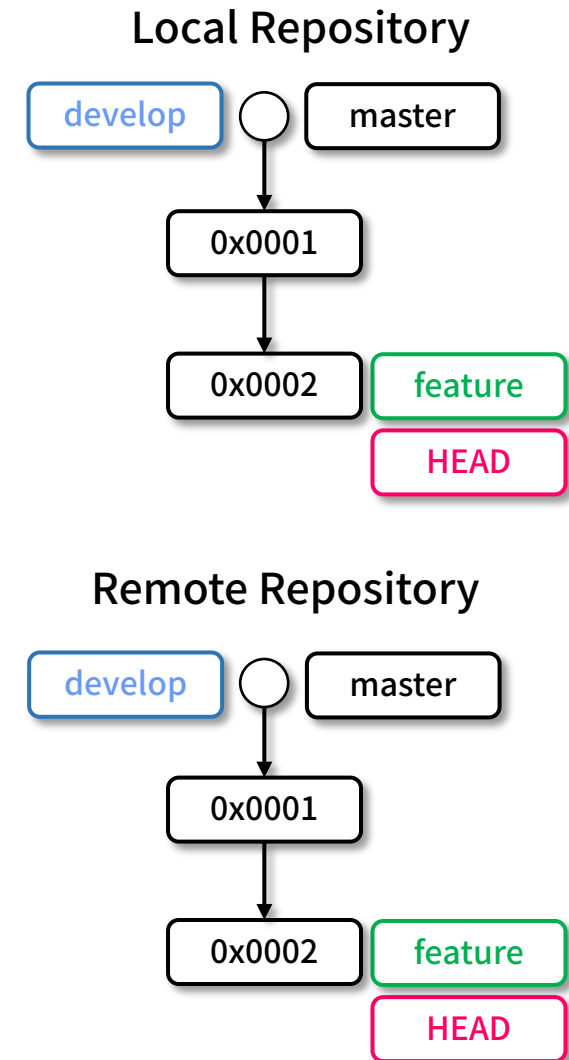 Local Repository
develop
master
0x0001
0x0002
feature
HEAD
Remote Repository
develop
master
0x0001
0x0002
feature
HEAD